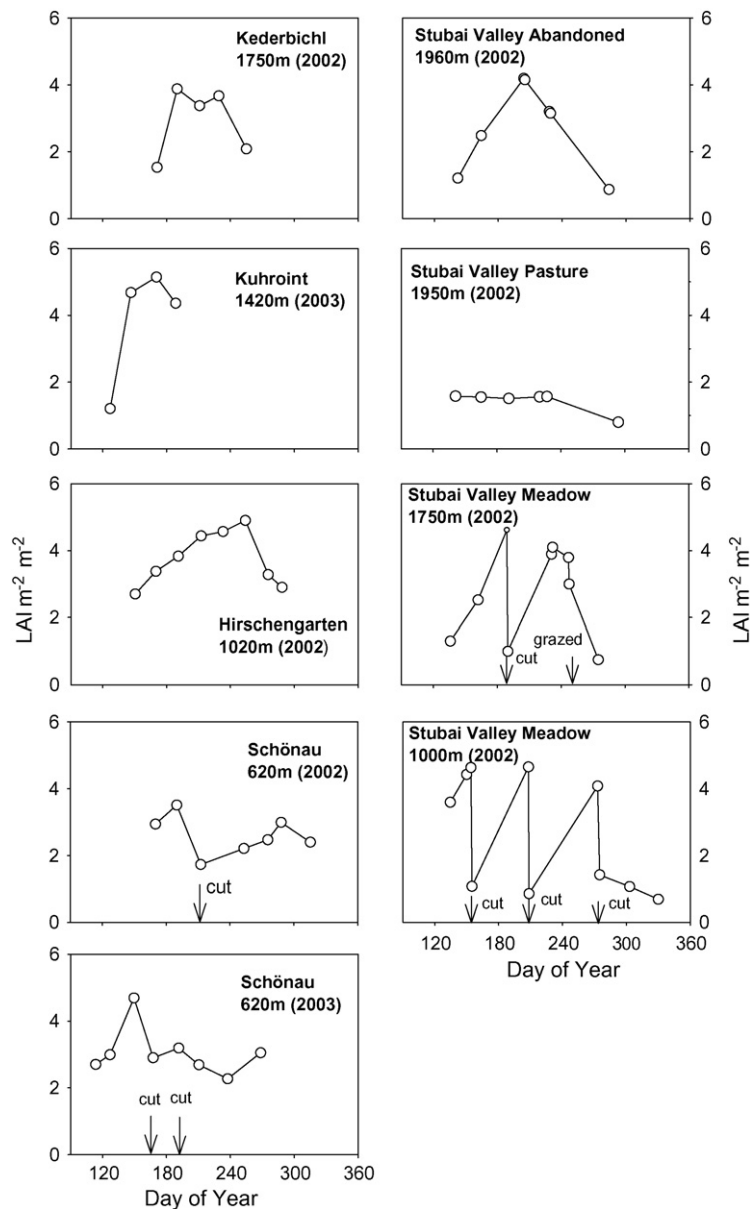 6
4
2
0
Kederbichl
1750m (2002)
Stubai Valley Abandoned
1960m (2002)
6
4
2
0
6
4
2
0
Kuhroint
1420m (2003)
Stubai Valley Pasture
1950m (2002)
6
4
2
0
6
4
2
0
Hirschengarten
1020m (2002)
LAI m-2 m-2
Stubai Valley Meadow
1750m (2002)
grazed
cut
6
4
2
0
LAI m-2 m-2
6
4
2
0
Schönau
620m (2002)
cut
Stubai Valley Meadow
1000m (2002)
cut
cut
cut
6
4
2
0
120 180 240 300 360
Day of Year
6
4
2
0
Schönau
620m (2003)
cut cut
120 180 240 300 360
Day of Year